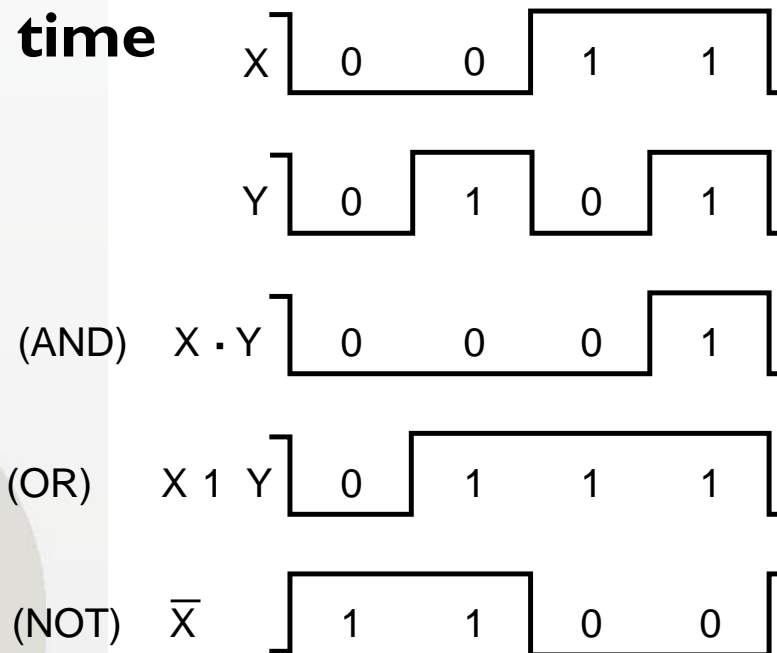 time
X 0 0 1 1
Y 0 1 0 1
(AND) X · Y 0 0 0 1
(OR) X 1 Y 0 1 1 1
(NOT) X̅ 1 1 0 0